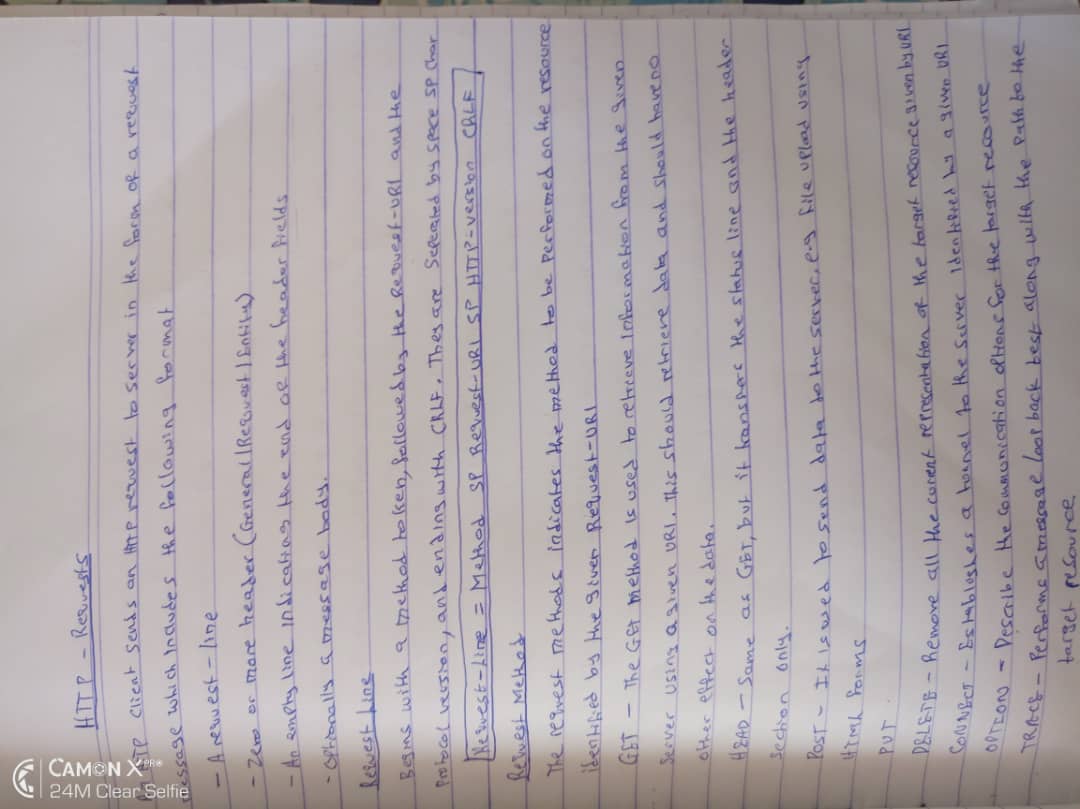 CAMON X
24M Clear Selfie
HTTP - Requests
TP client sends an HTTP request to server in the form of a request
message which includes the following format
- A request - line
- Zero or more header (General | Request | Entity)
- An empty line indicating the end of the header fields
- Optionally a message body.
Request Line
Begins with a method token, followed by the Request-URI and the
Protocol version, and ending with CRLF. They are Seperated by space SP char
Request-Line = Method SP Request-URI SP HTTP-version CRLF
Request Method
The request methods indicates the method to be performed on the resource
identified by the given Request-URI
GET - The GET method is used to retrieve information from the given
server using a given URI. This should retrieve data and should have no
other effect on the data.
HEAD - Same as GET, but it transfers the status line and the header
section only.
POST - It is used to send data to the server, e.g file upload using
HTML forms
PUT
DELETE - Remove all the current representation of the target resource given by URI
CONNECT - Establoshes a tunnel to the server identified by a given URI
OPTION - Describe the communication options for the target resource
TRACE - Performs a message loop back test along with the path to the
target resource